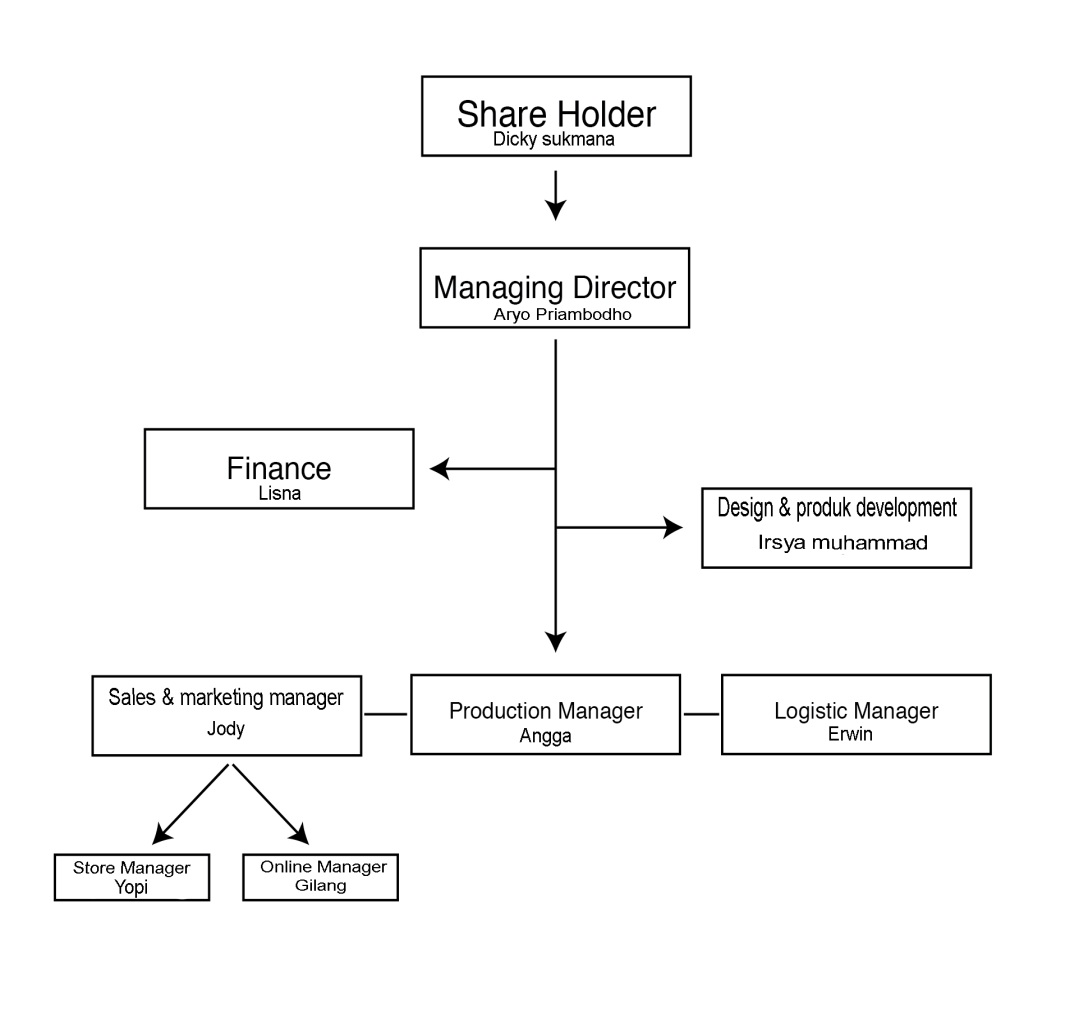 Share Holder
Dicky sukmana
Managing Director
Aryo Priambodho
Finance
Lisna
Design & produk development
Irsya muhammad
Sales & marketing manager
Jody
Production Manager
Angga
Logistic Manager
Erwin
Store Manager
Yopi
Online Manager
Gilang